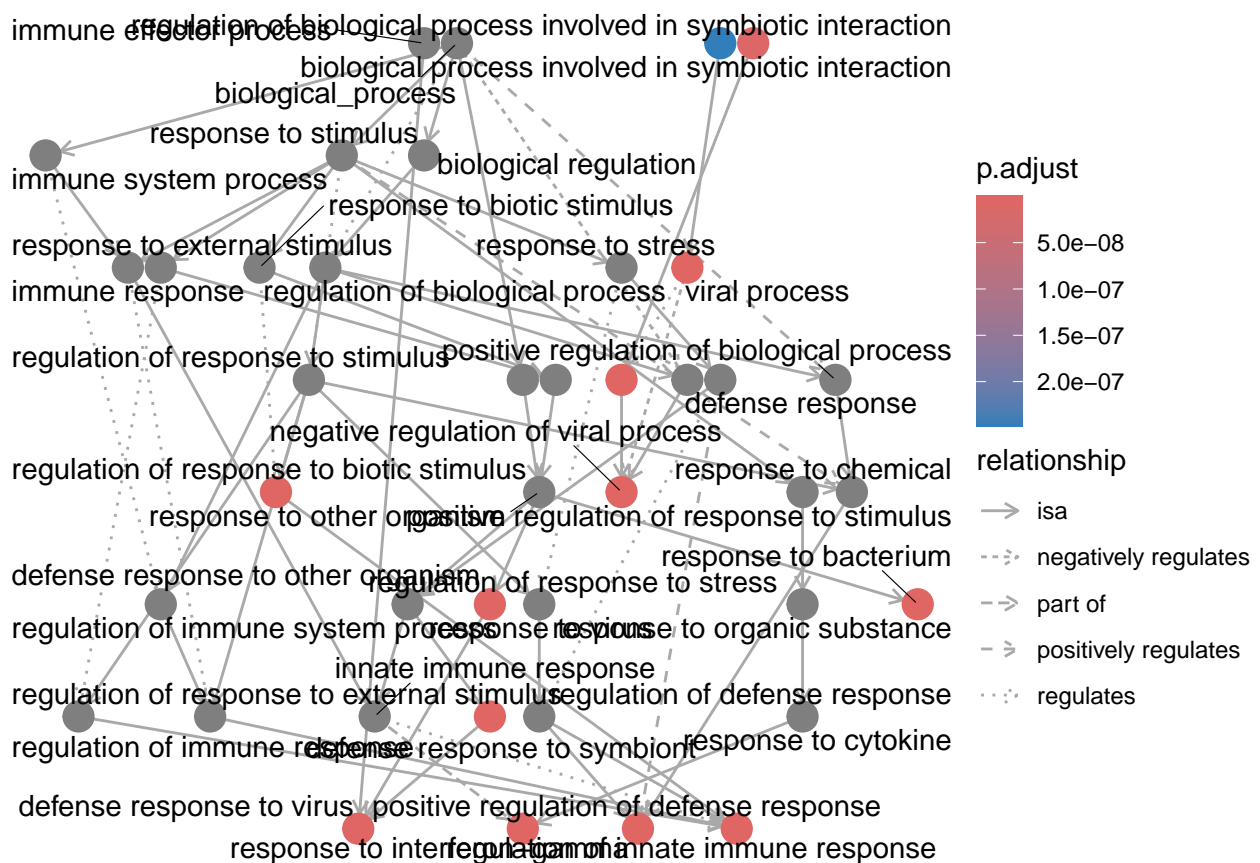 immune effector process
regulation of biological process involved in symbiotic interaction
biological process involved in symbiotic interaction
biological_process
response to stimulus
biological regulation
immune system process
response to biotic stimulus
response to external stimulus
response to stress
immune response
regulation of biological process
viral process
regulation of response to stimulus
positive regulation of biological process
defense response
negative regulation of viral process
regulation of response to biotic stimulus
response to chemical
response to other organism
positive regulation of response to stimulus
response to bacterium
defense response to other organism
regulation of response to stress
regulation of immune system process
response to virus
response to organic substance
innate immune response
regulation of response to external stimulus
regulation of defense response
regulation of immune response
defense response to symbiont
response to cytokine
defense response to virus
positive regulation of defense response
response to interferon-gamma
regulation of innate immune response
p.adjust
5.0e−08
1.0e−07
1.5e−07
2.0e−07
relationship
isa
negatively regulates
part of
positively regulates
regulates